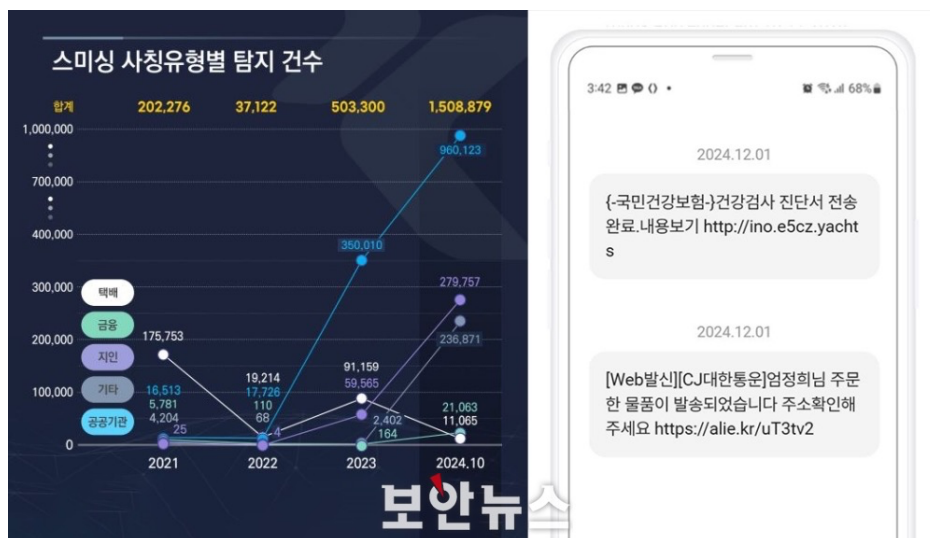 스미싱 사칭유형별 탐지 건수
합계 202,276 37,122 503,300 1,508,879
1,000,000
960,123
700,000
400,000
350,010
300,000
279,757
택배
금융
200,000
175,753
236,871
지인
91,159
19,214
59,565
100,000
기타
16,513
17,726
5,781
110
21,063
4,204
68
2,402
11,065
공공기관
25
4
164
0
2021 2022 2023 2024.10
보안뉴스
3:42 68%
2024.12.01
{-국민건강보험-}건강검사 진단서 전송
완료.내용보기 http://ino.e5cz.yacht
s
2024.12.01
[Web발신][CJ대한통운]엄정희님 주문
한 물품이 발송되었습니다 주소확인해
주세요 https://alie.kr/uT3tv2